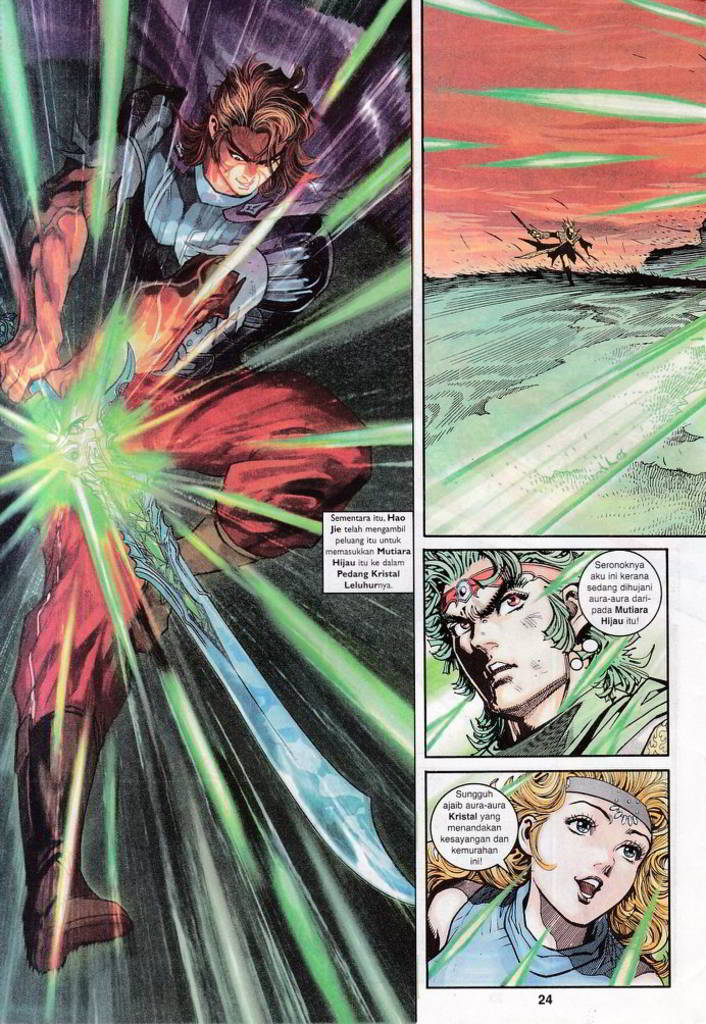 Sementara itu, Hao
Jie telah mengambil
peluang itu untuk
memasukkan Mutiara
Hijau itu ke dalam
Pedang Kristal
Leluhurnya.
Seronoknya
aku ini kerana
sedang dihujani
aura-aura dari-
pada Mutiara
Hijau itu!
Sungguh
ajaib aura-aura
Kristal yang
menandakan
kesayangan dan
kemurahan
ini!
24